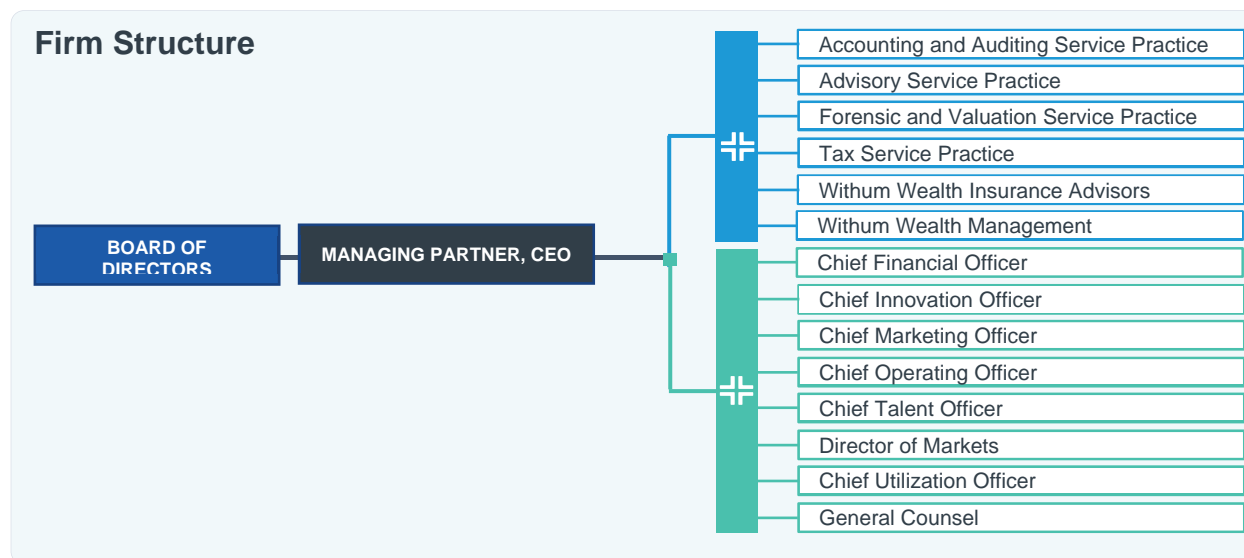 Firm Structure
BOARD OF
DIRECTORS
MANAGING PARTNER, CEO
Accounting and Auditing Service Practice
Advisory Service Practice
Forensic and Valuation Service Practice
Tax Service Practice
Withum Wealth Insurance Advisors
Withum Wealth Management
Chief Financial Officer
Chief Innovation Officer
Chief Marketing Officer
Chief Operating Officer
Chief Talent Officer
Director of Markets
Chief Utilization Officer
General Counsel